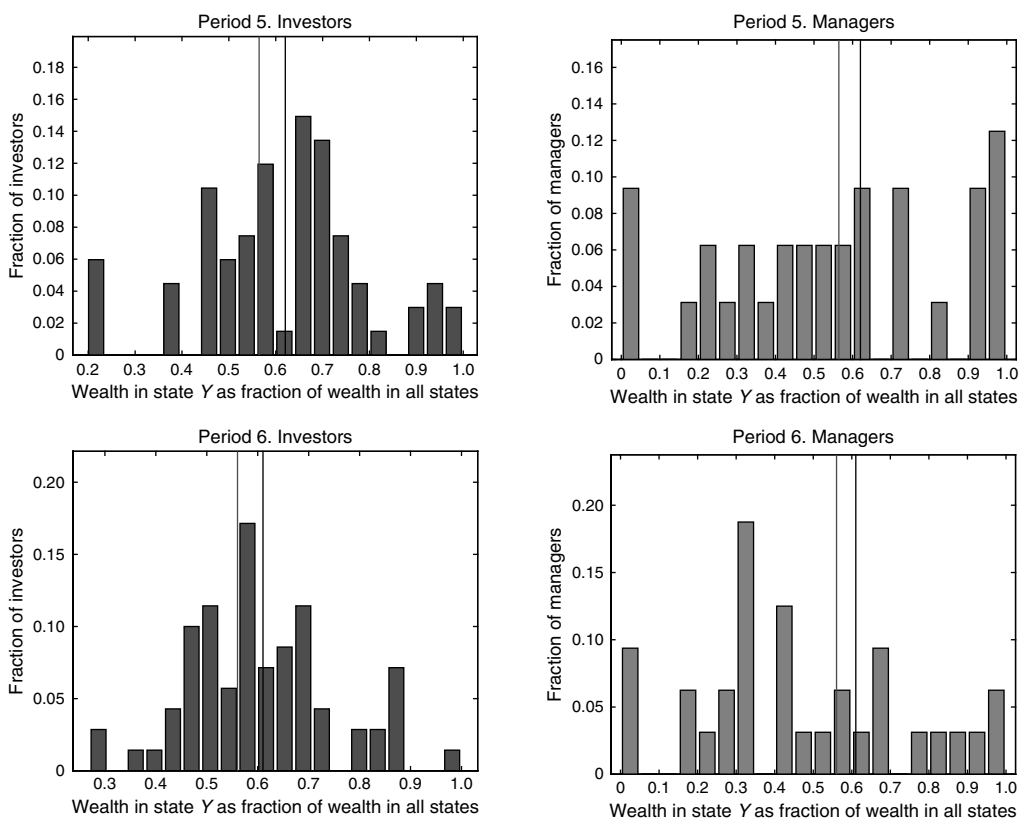 Period 5. Investors
Fraction of investors
0.18
0.16
0.14
0.12
0.10
0.08
0.06
0.04
0.02
0
0.2 0.3 0.4 0.5 0.6 0.7 0.8 0.9 1.0
Wealth in state Y as fraction of wealth in all states
Period 5. Managers
Fraction of managers
0.16
0.14
0.12
0.10
0.08
0.06
0.04
0.02
0
0 0.1 0.2 0.3 0.4 0.5 0.6 0.7 0.8 0.9 1.0
Wealth in state Y as fraction of wealth in all states
Period 6. Investors
Fraction of investors
0.20
0.15
0.10
0.05
0
0.3 0.4 0.5 0.6 0.7 0.8 0.9 1.0
Wealth in state Y as fraction of wealth in all states
Period 6. Managers
Fraction of managers
0.20
0.15
0.10
0.05
0
0 0.1 0.2 0.3 0.4 0.5 0.6 0.7 0.8 0.9 1.0
Wealth in state Y as fraction of wealth in all states